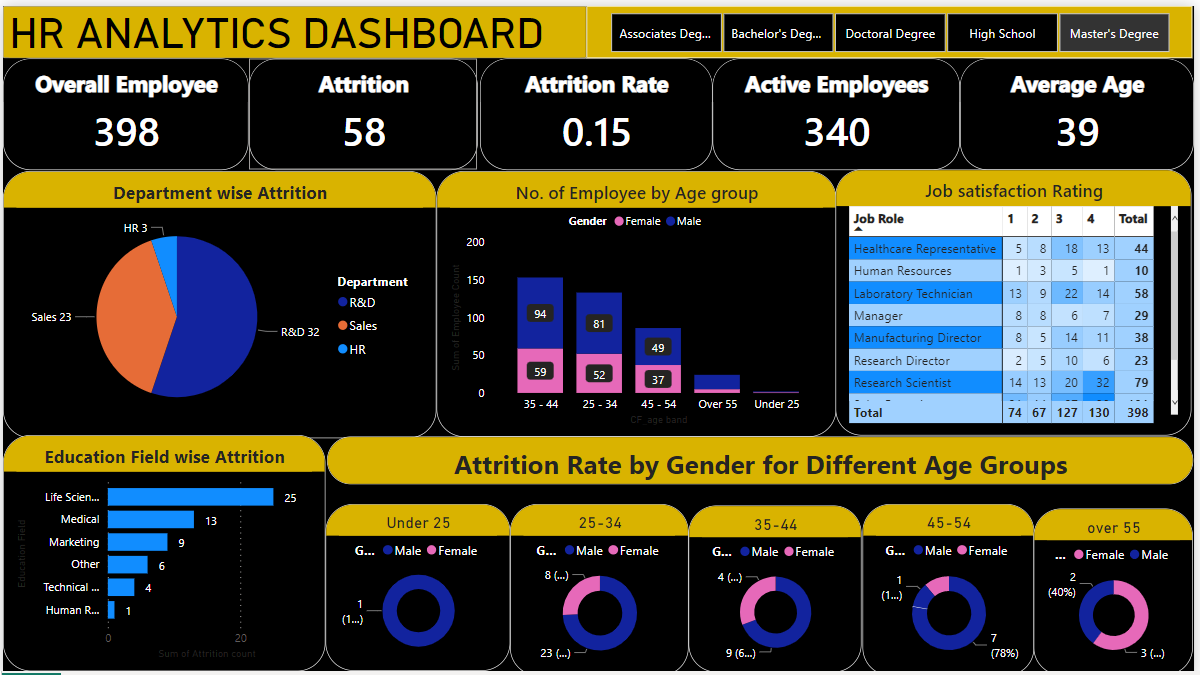 HR ANALYTICS DASHBOARD
Associates Deg...
Bachelor's Deg...
Doctoral Degree
High School
Master's Degree
Overall Employee
398
Attrition
58
Attrition Rate
0.15
Active Employees
340
Average Age
39
Department wise Attrition
HR 3
Sales 23
R&D 32
Department
R&D
Sales
HR
No. of Employee by Age group
Gender Female Male
Sum of Employee Count
200
150
100
50
0
94
59
81
52
49
37
35 - 44
25 - 34
45 - 54
Over 55
Under 25
CF_age band
Job satisfaction Rating
Job Role 1 2 3 4 Total
Healthcare Representative 5 8 18 13 44
Human Resources 1 3 5 1 10
Laboratory Technician 13 9 22 14 58
Manager 8 8 6 7 29
Manufacturing Director 8 5 14 11 38
Research Director 2 5 10 6 23
Research Scientist 14 13 20 32 79
Total 74 67 127 130 398
Education Field wise Attrition
Education Field
Life Scien... 25
Medical 13
Marketing 9
Other 6
Technical ... 4
Human R... 1
0 20
Sum of Attrition count
Attrition Rate by Gender for Different Age Groups
Under 25
G... Male Female
1
(1...)
25-34
G... Male Female
8 (...)
23 (...)
35-44
G... Male Female
4 (...)
9 (6...)
45-54
G... Male Female
1
(1...)
7
(78%)
over 55
... Female Male
2
(40%)
3 (...)